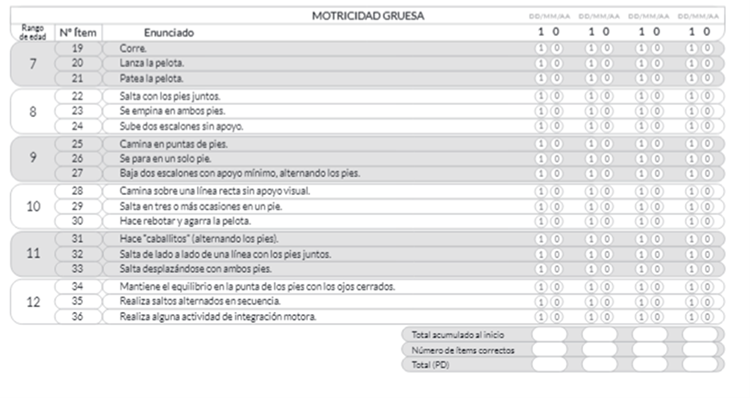 MOTRICIDAD GRUESA DD/MM/AA DD/MM/AA DD/MM/AA DD/MM/AA
Rango de edad Nº Ítem Enunciado 1 0 1 0 1 0 1 0
7
19 Corre. 1 0 1 0 1 0 1 0
20 Lanza la pelota. 1 0 1 0 1 0 1 0
21 Patea la pelota. 1 0 1 0 1 0 1 0
8
22 Salta con los pies juntos. 1 0 1 0 1 0 1 0
23 Se empina en ambos pies. 1 0 1 0 1 0 1 0
24 Sube dos escalones sin apoyo. 1 0 1 0 1 0 1 0
9
25 Camina en puntas de pies. 1 0 1 0 1 0 1 0
26 Se para en un solo pie. 1 0 1 0 1 0 1 0
27 Baja dos escalones con apoyo mínimo, alternando los pies. 1 0 1 0 1 0 1 0
10
28 Camina sobre una línea recta sin apoyo visual. 1 0 1 0 1 0 1 0
29 Salta en tres o más ocasiones en un pie. 1 0 1 0 1 0 1 0
30 Hace rebotar y agarra la pelota. 1 0 1 0 1 0 1 0
11
31 Hace "caballitos" (alternando los pies). 1 0 1 0 1 0 1 0
32 Salta de lado a lado de una línea con los pies juntos. 1 0 1 0 1 0 1 0
33 Salta desplazándose con ambos pies. 1 0 1 0 1 0 1 0
12
34 Mantiene el equilibrio en la punta de los pies con los ojos cerrados. 1 0 1 0 1 0 1 0
35 Realiza saltos alternados en secuencia. 1 0 1 0 1 0 1 0
36 Realiza alguna actividad de integración motora. 1 0 1 0 1 0 1 0
Total acumulado al inicio
Número de ítems correctos
Total (PD)